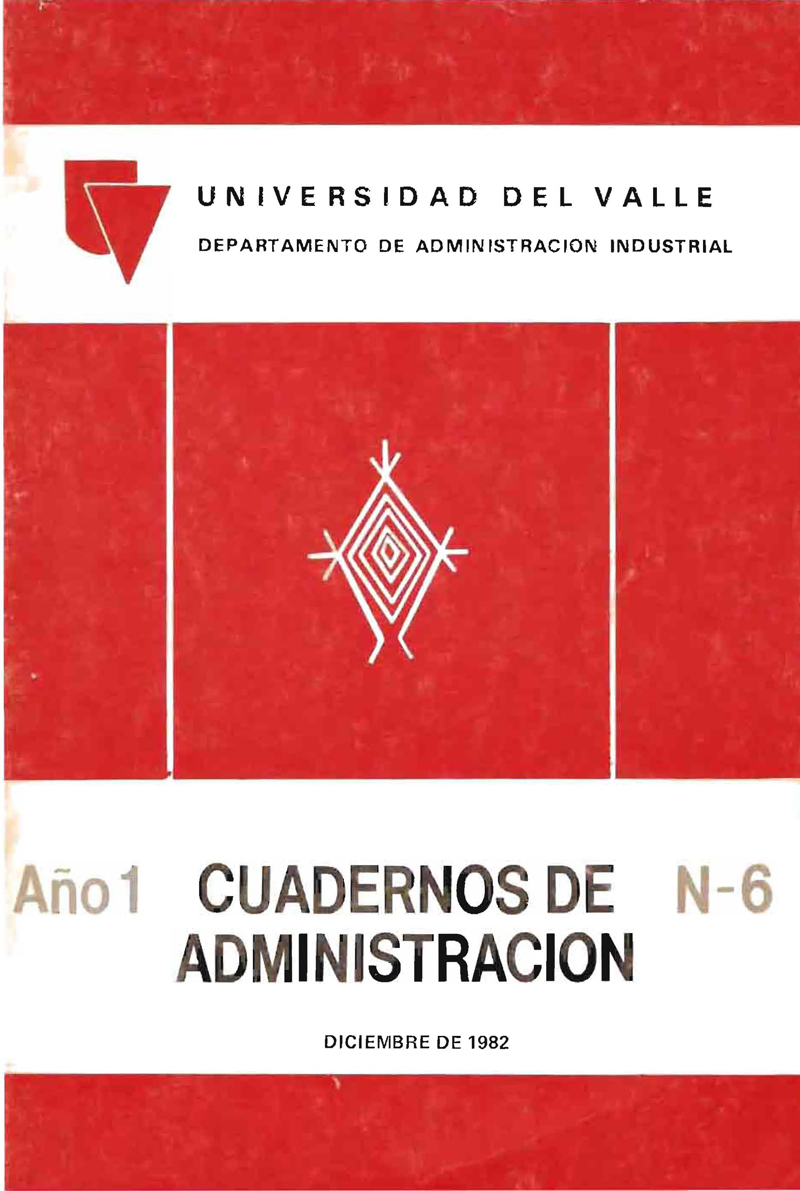 UNIVERSIDAD DEL VALLE
DEPARTAMENTO DE ADMINISTRACION INDUSTRIAL
Año 1 CUADERNOS DE N-6
ADMINISTRACION
DICIEMBRE DE 1982